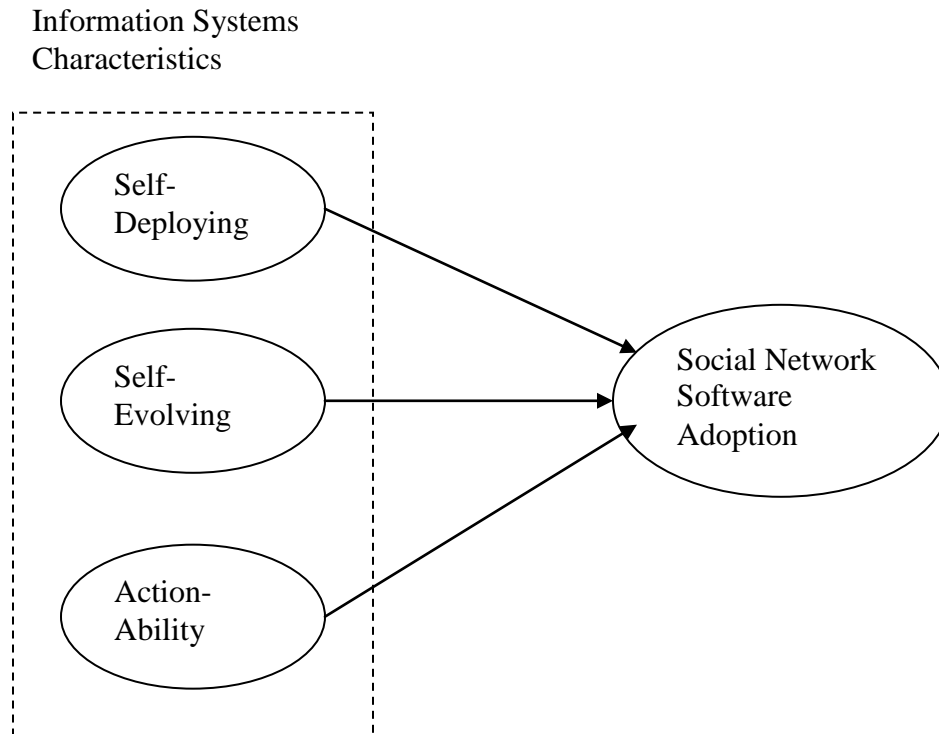 Information Systems
Characteristics
Self-
Deploying
Self-
Evolving
Action-
Ability
Social Network
Software
Adoption